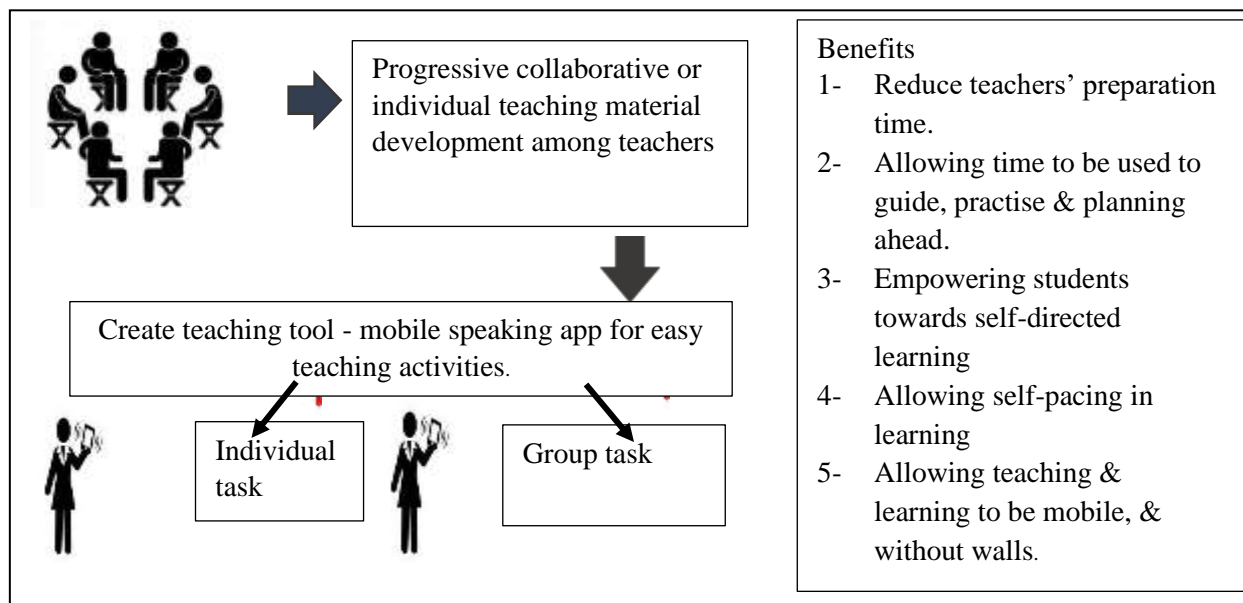 Progressive collaborative or
individual teaching material
development among teachers
Create teaching tool - mobile speaking app for easy
teaching activities.
Individual
task
Group task
Benefits
1- Reduce teachers’ preparation
time.
2- Allowing time to be used to
guide, practise & planning
ahead.
3- Empowering students
towards self-directed
learning
4- Allowing self-pacing in
learning
5- Allowing teaching &
learning to be mobile, &
without walls.